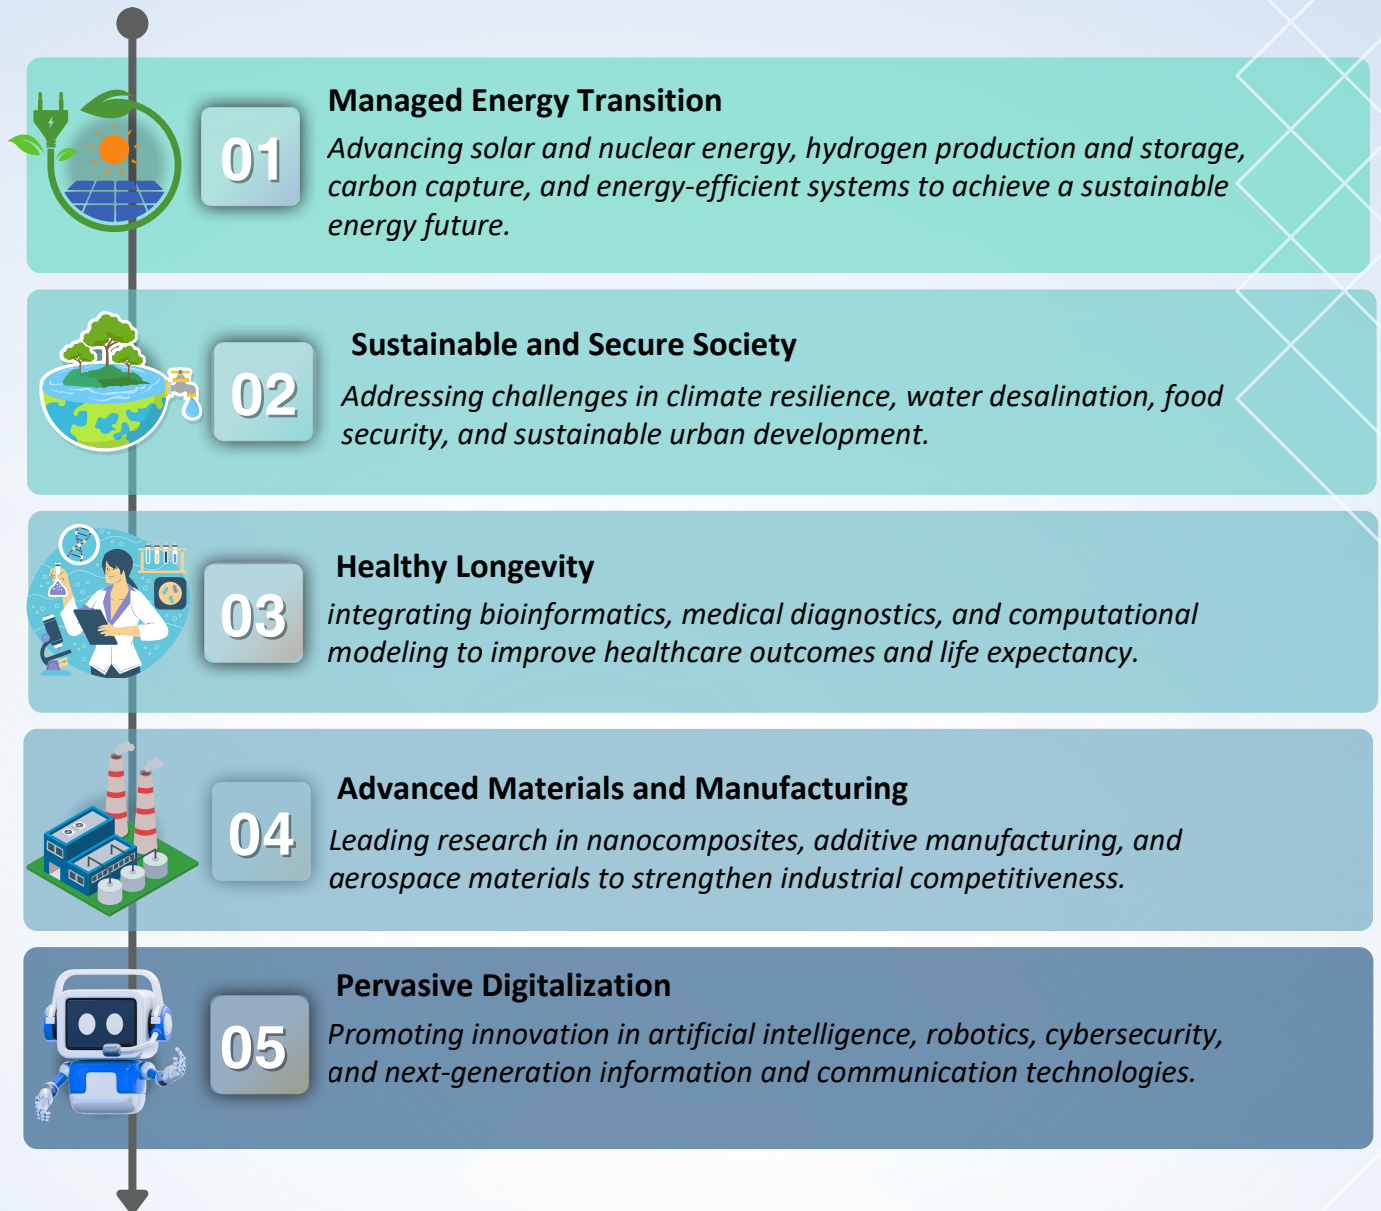 01
Managed Energy Transition
Advancing solar and nuclear energy, hydrogen production and storage,
carbon capture, and energy-efficient systems to achieve a sustainable
energy future.
02
Sustainable and Secure Society
Addressing challenges in climate resilience, water desalination, food
security, and sustainable urban development.
03
Healthy Longevity
integrating bioinformatics, medical diagnostics, and computational
modeling to improve healthcare outcomes and life expectancy.
04
Advanced Materials and Manufacturing
Leading research in nanocomposites, additive manufacturing, and
aerospace materials to strengthen industrial competitiveness.
05
Pervasive Digitalization
Promoting innovation in artificial intelligence, robotics, cybersecurity,
and next-generation information and communication technologies.